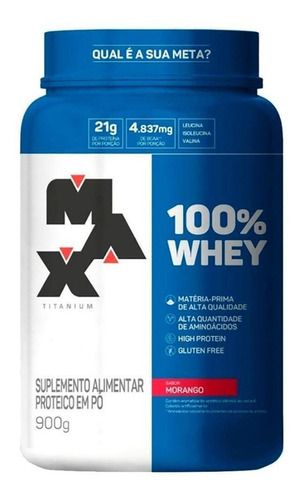 QUAL É A SUA META?
21g
DE PROTEÍNA
POR PORÇÃO
4.837mg
DE BCAA**
POR PORÇÃO
LEUCINA
ISOLEUCINA
VALINA
MAX
TITANIUM
100%
WHEY
MATÉRIA-PRIMA
DE ALTA QUALIDADE
ALTA QUANTIDADE
DE AMINOÁCIDOS
HIGH PROTEIN
GLUTEN FREE
SABOR
MORANGO
SUPLEMENTO ALIMENTAR
PROTEICO EM PÓ
900g